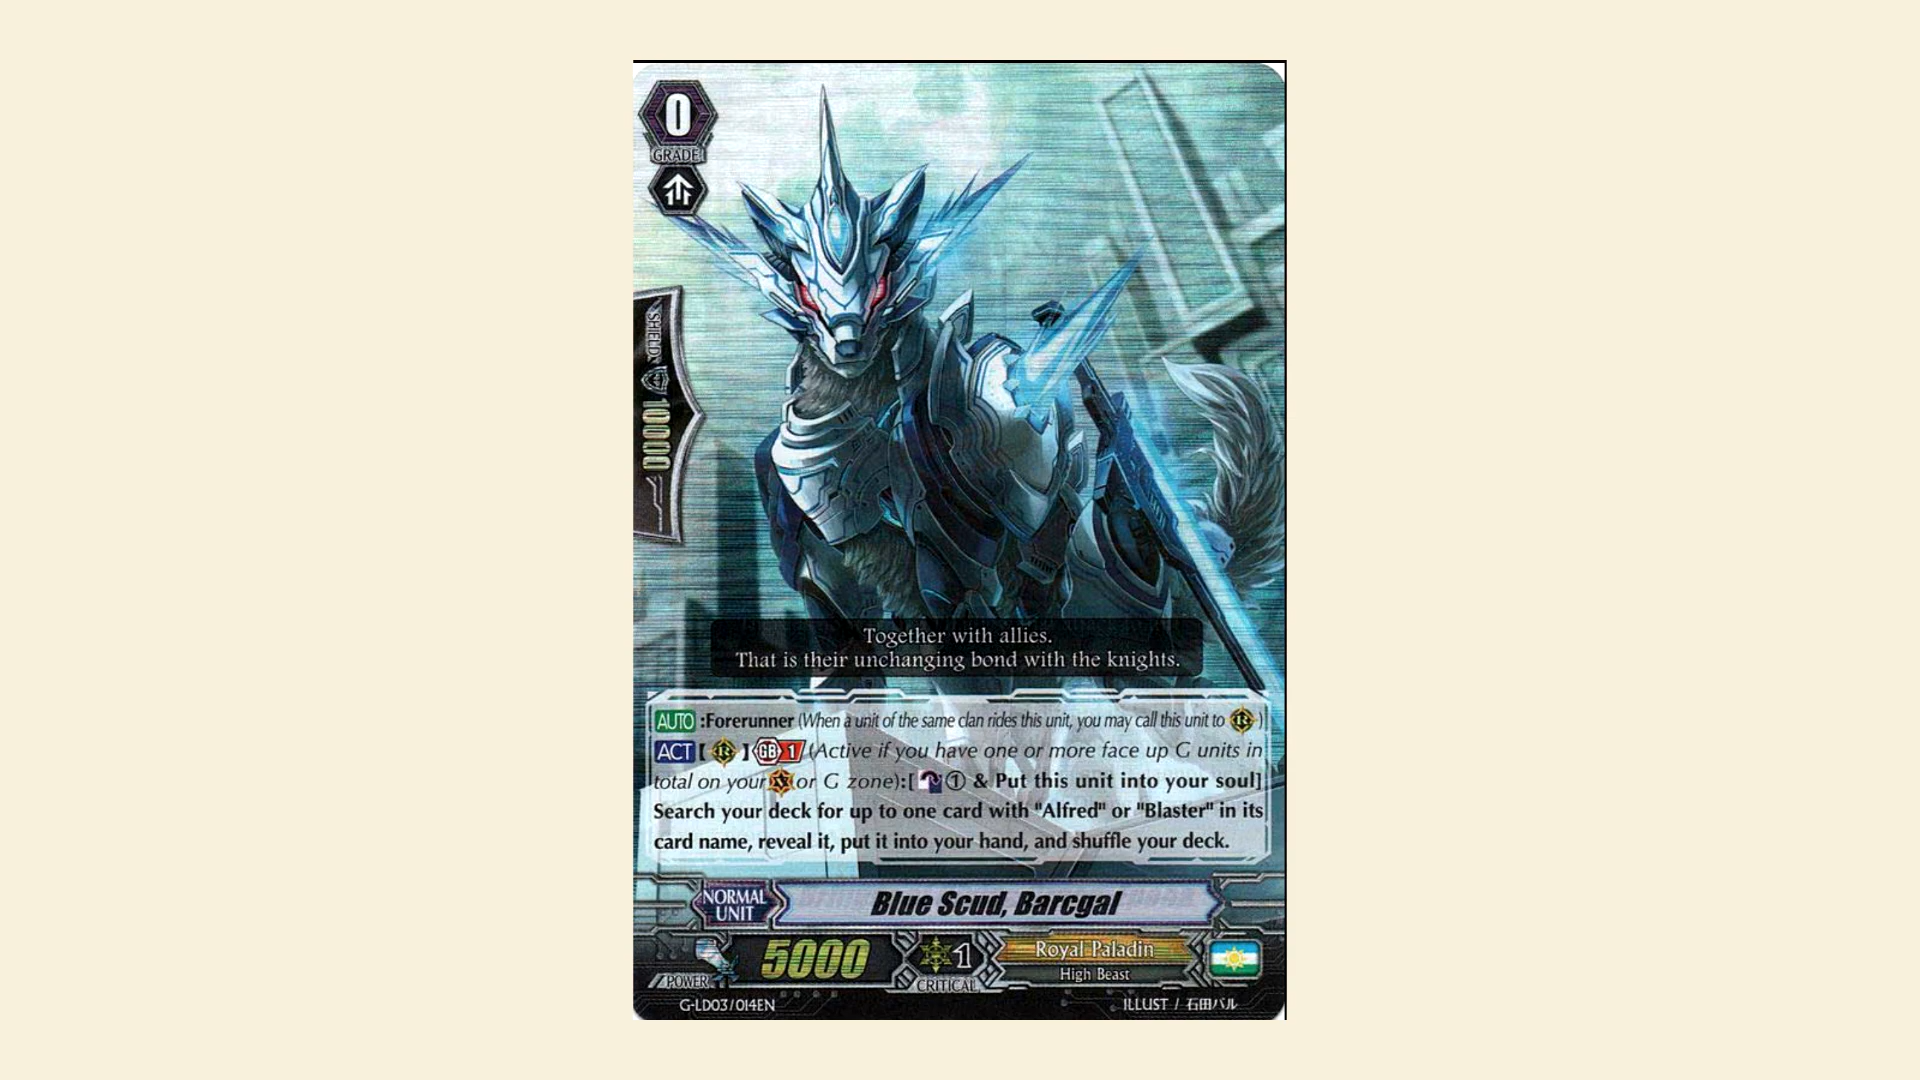 0
GRADE
SHIELD
10000
Together with allies.
That is their unchanging bond with the knights.
AUTO :Forerunner (When a unit of the same clan rides this unit, you may call this unit to R)
ACT [ R ] GB 1 (Active if you have one or more face up G units in
total on your V or G zone):[ ① & Put this unit into your soul]
Search your deck for up to one card with "Alfred" or "Blaster" in its
card name, reveal it, put it into your hand, and shuffle your deck.
NORMAL
UNIT
Blue Scud, Barcgal
POWER
5000
1
CRITICAL
Royal Paladin
High Beast
G-LD03/014EN
ILLUST / 石田バル